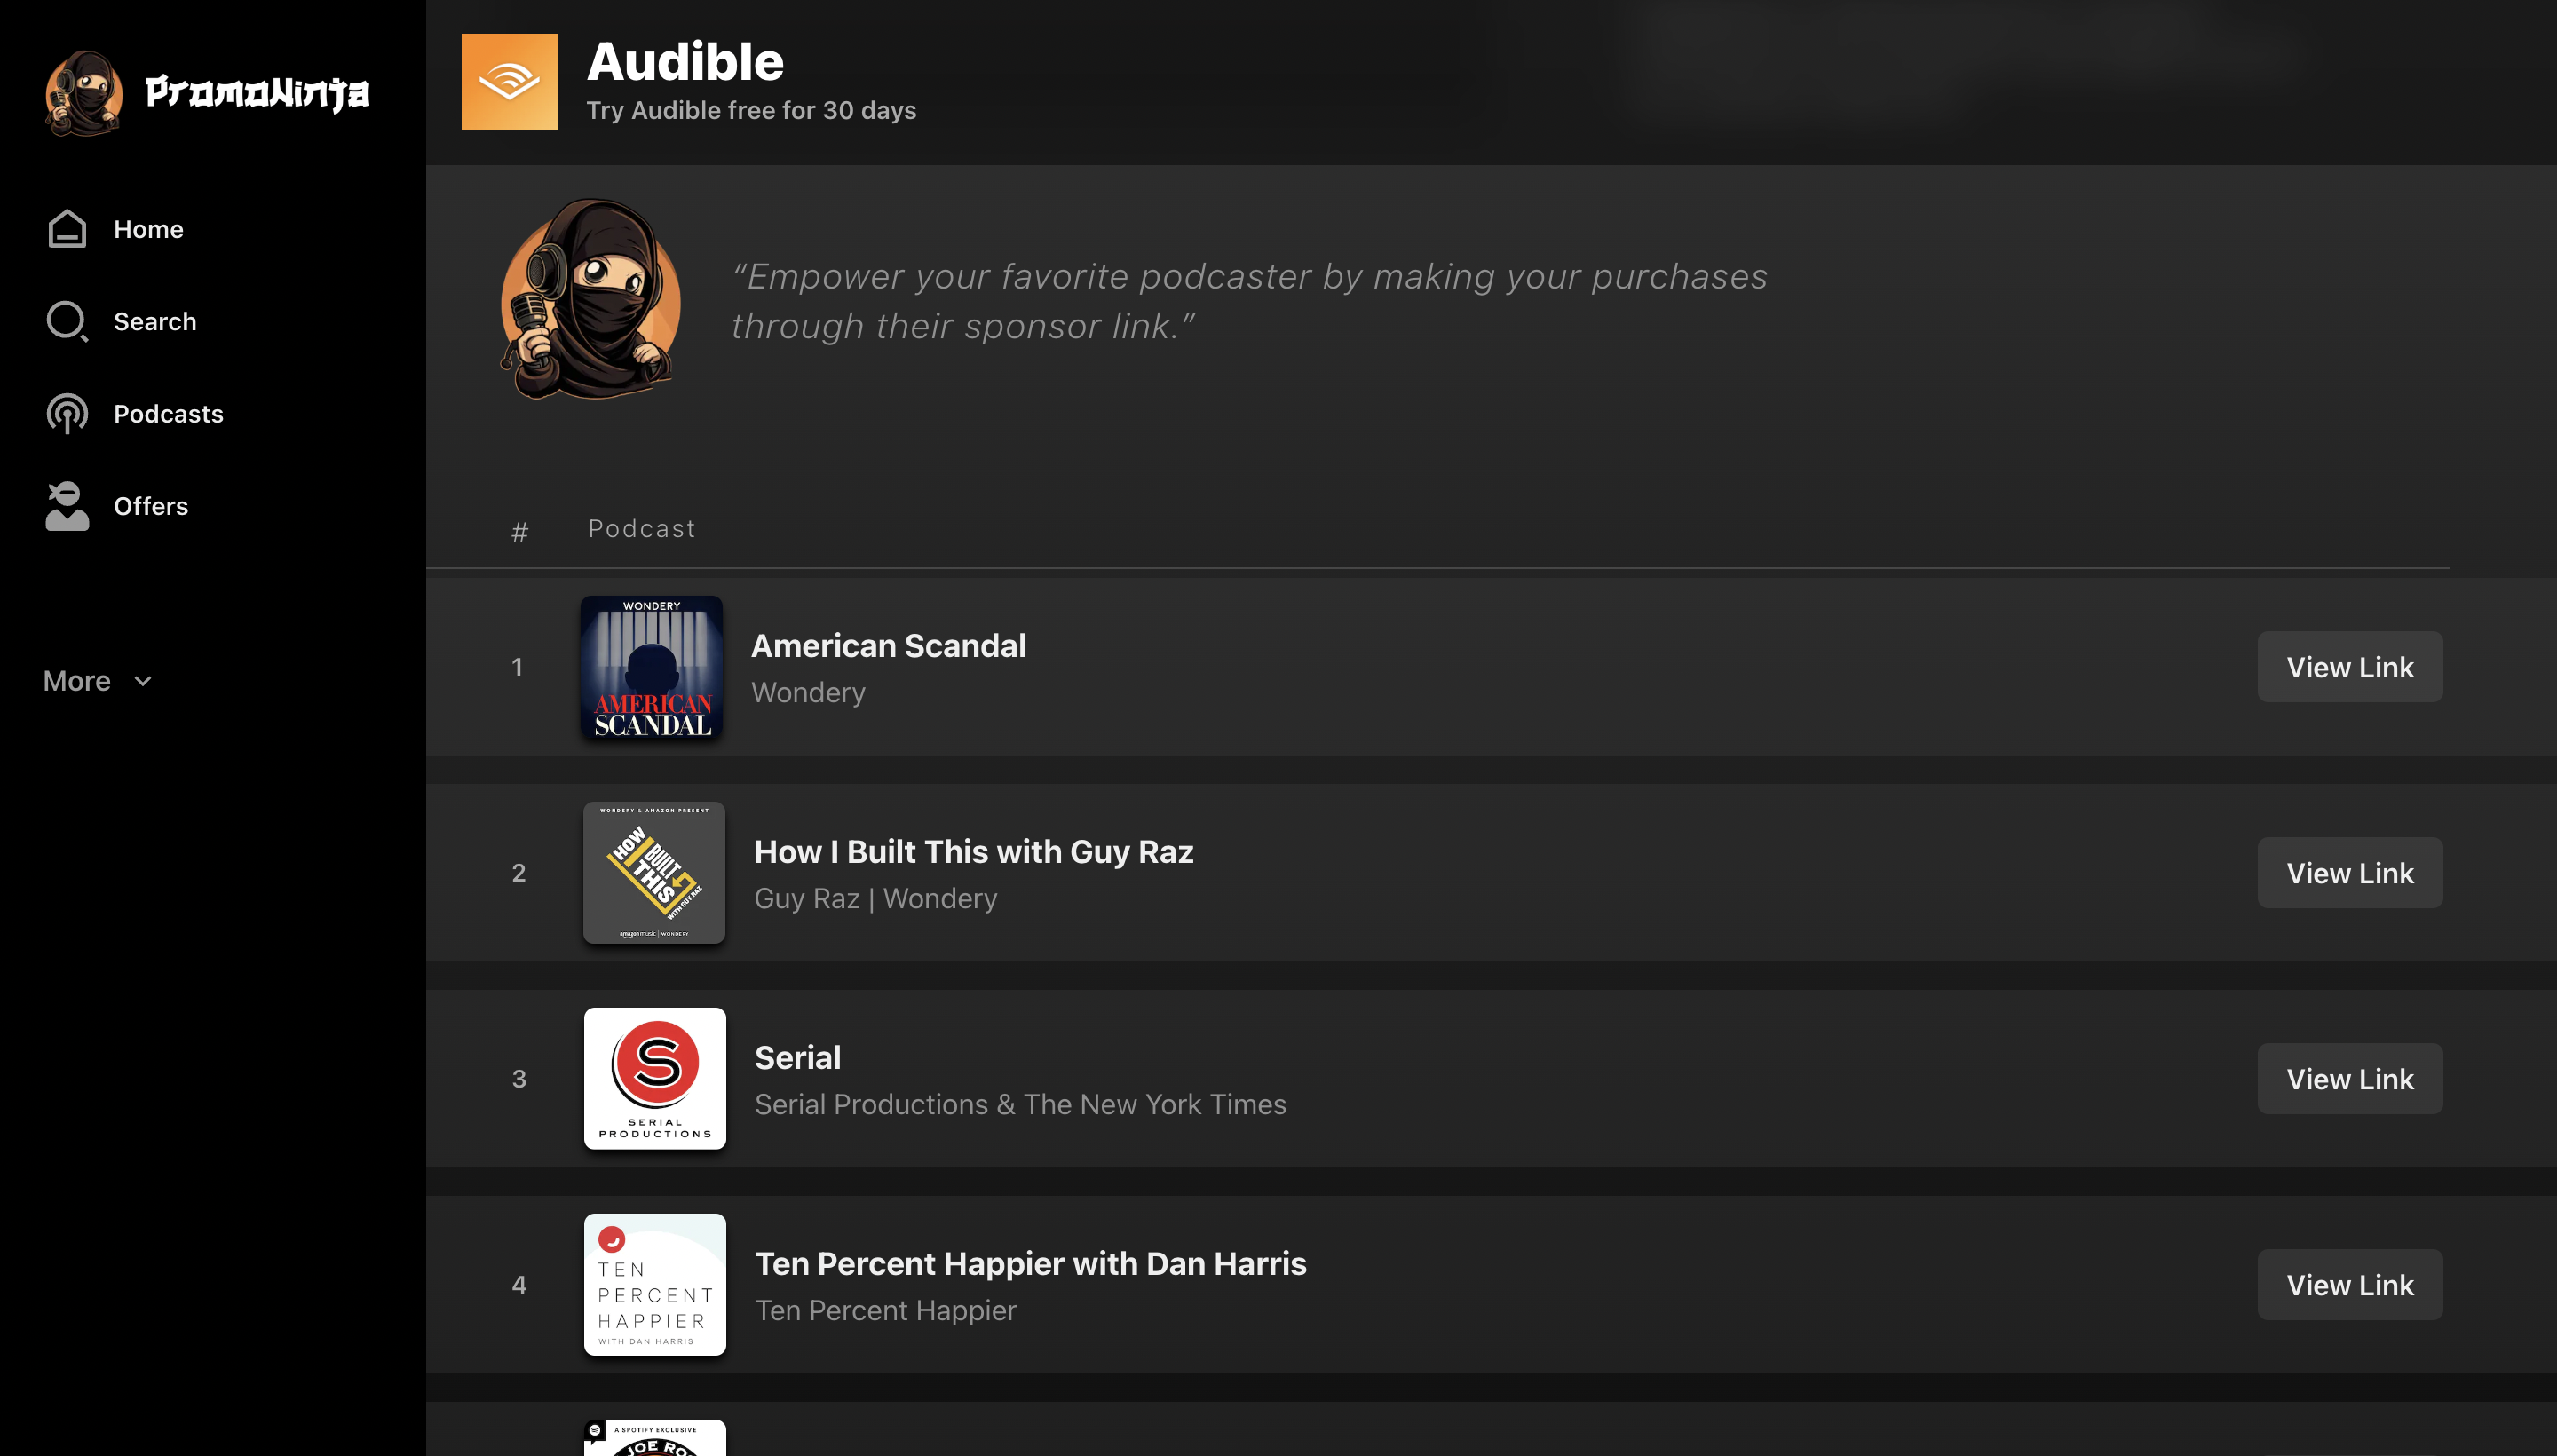 PromoNinja
Home
Search
Podcasts
Offers
More
Audible
Try Audible free for 30 days
“Empower your favorite podcaster by making your purchases
through their sponsor link.”
# Podcast
1
WONDERY
AMERICAN
SCANDAL
American Scandal
Wondery
View Link
2
WONDERY & AMAZON PRESENT
HOW
I BUILT
THIS
WITH GUY RAZ
amazon music | WONDERY
How I Built This with Guy Raz
Guy Raz | Wondery
View Link
3
S
SERIAL
PRODUCTIONS
Serial
Serial Productions & The New York Times
View Link
4
TEN
PERCENT
HAPPIER
WITH DAN HARRIS
Ten Percent Happier with Dan Harris
Ten Percent Happier
View Link
A SPOTIFY EXCLUSIVE
JOE RO